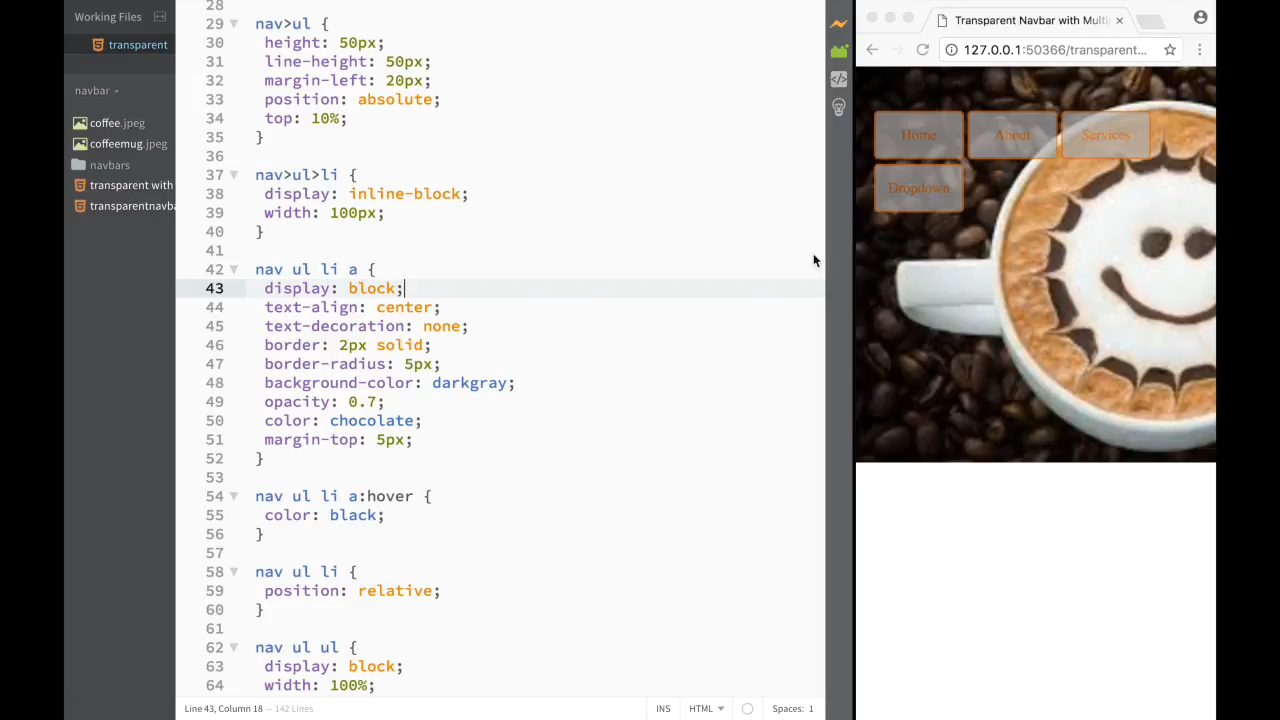 Working Files
transparent
navbar
coffee.jpeg
coffeemug.jpeg
navbars
transparent with
transparentnavba
28
29 nav>ul {
30 height: 50px;
31 line-height: 50px;
32 margin-left: 20px;
33 position: absolute;
34 top: 10%;
35 }
36
37 nav>ul>li {
38 display: inline-block;
39 width: 100px;
40 }
41
42 nav ul li a {
43 display: block;
44 text-align: center;
45 text-decoration: none;
46 border: 2px solid;
47 border-radius: 5px;
48 background-color: darkgray;
49 opacity: 0.7;
50 color: chocolate;
51 margin-top: 5px;
52 }
53
54 nav ul li a:hover {
55 color: black;
56 }
57
58 nav ul li {
59 position: relative;
60 }
61
62 nav ul ul {
63 display: block;
64 width: 100%;
Line 43, Column 18 — 142 Lines
INS
HTML
Spaces: 1
Transparent Navbar with Multi
127.0.0.1:50366/transparent...
Home About Services
Dropdown